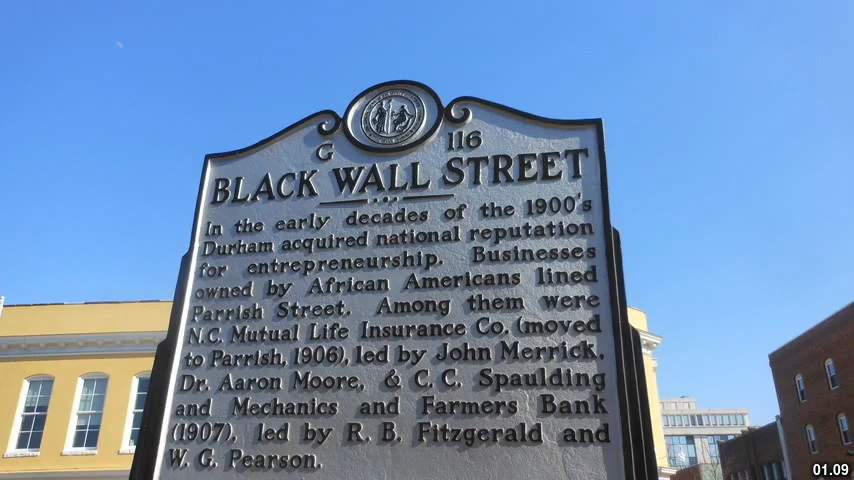 G 116
BLACK WALL STREET
In the early decades of the 1900's
Durham acquired national reputation
for entrepreneurship. Businesses
owned by African Americans lined
Parrish Street. Among them were
N.C. Mutual Life Insurance Co. (moved
to Parrish, 1906), led by John Merrick,
Dr. Aaron Moore, & C. C. Spaulding
and Mechanics and Farmers Bank
(1907), led by R. B. Fitzgerald and
W. G. Pearson.
01.09